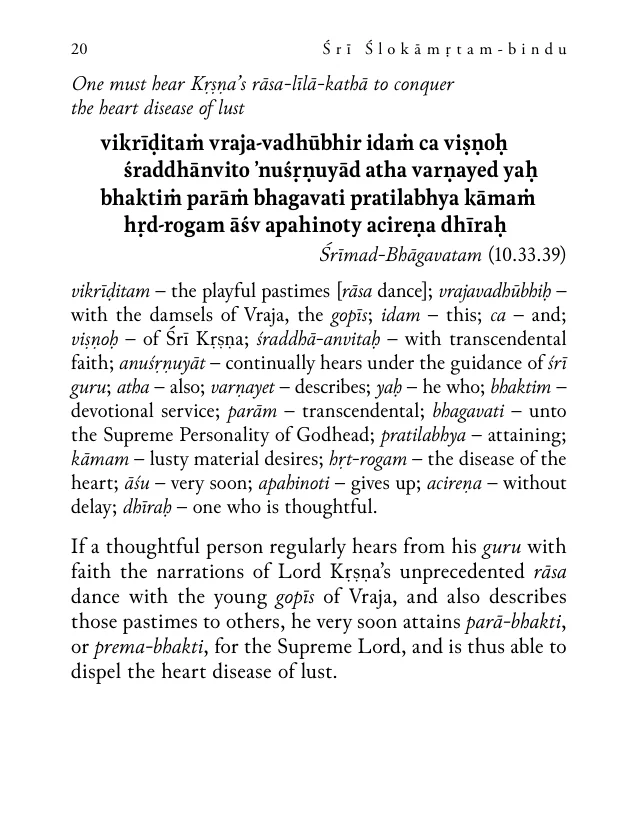 20 Śrī Ślokāmṛtam-bindu
One must hear Kṛṣṇa’s rāsa-līlā-kathā to conquer
the heart disease of lust
vikrīḍitaṁ vraja-vadhūbhir idaṁ ca viṣṇoḥ
śraddhānvito ’nuśṛṇuyād atha varṇayed yaḥ
bhaktiṁ parāṁ bhagavati pratilabhya kāmaṁ
hṛd-rogam āśv apahinoty acireṇa dhīraḥ
Śrīmad-Bhāgavatam (10.33.39)
vikrīḍitam – the playful pastimes [rāsa dance]; vrajavadhūbhiḥ –
with the damsels of Vraja, the gopīs; idam – this; ca – and;
viṣṇoḥ – of Śrī Kṛṣṇa; śraddhā-anvitaḥ – with transcendental
faith; anuśṛṇuyāt – continually hears under the guidance of śrī
guru; atha – also; varṇayet – describes; yaḥ – he who; bhaktim –
devotional service; parām – transcendental; bhagavati – unto
the Supreme Personality of Godhead; pratilabhya – attaining;
kāmam – lusty material desires; hṛt-rogam – the disease of the
heart; āśu – very soon; apahinoti – gives up; acireṇa – without
delay; dhīraḥ – one who is thoughtful.
If a thoughtful person regularly hears from his guru with
faith the narrations of Lord Kṛṣṇa’s unprecedented rāsa
dance with the young gopīs of Vraja, and also describes
those pastimes to others, he very soon attains parā-bhakti,
or prema-bhakti, for the Supreme Lord, and is thus able to
dispel the heart disease of lust.